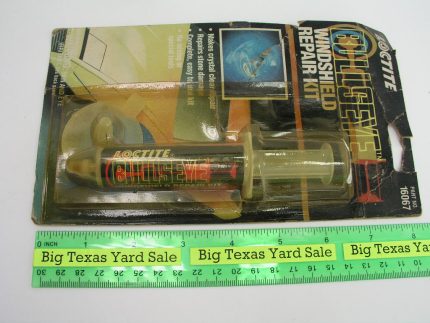 LOCTITE
BULLSEYE
WINDSHIELD
REPAIR KIT
• Makes crystal clear repair
• Repairs stone damage
• Complete, easy to use kit
PART NO.
16067
LOCTITE
BULLSEYE
0 INCH 1 2 3 4 5 6 7 8
Big Texas Yard Sale Big Texas Yard Sale Big Texas Yard Sale
30 29 28 27 26 25 24 23 22 21 20 19 18 17 16 15 14 13 12 11 10